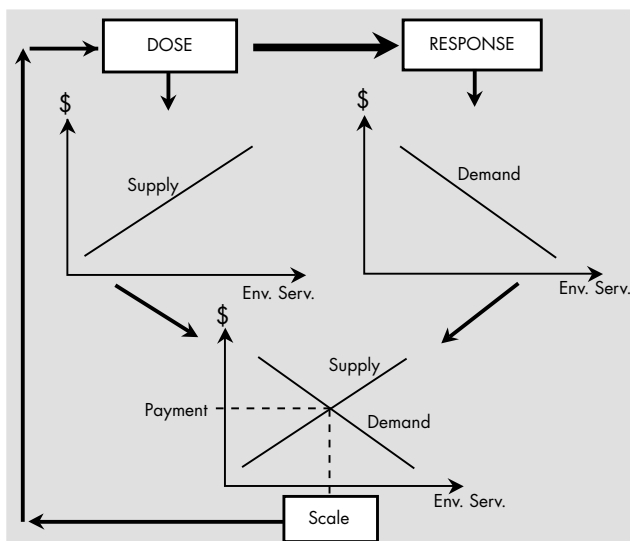 DOSE
RESPONSE
$
Supply
Env. Serv.
$
Demand
Env. Serv.
$
Supply
Payment
Demand
Env. Serv.
Scale